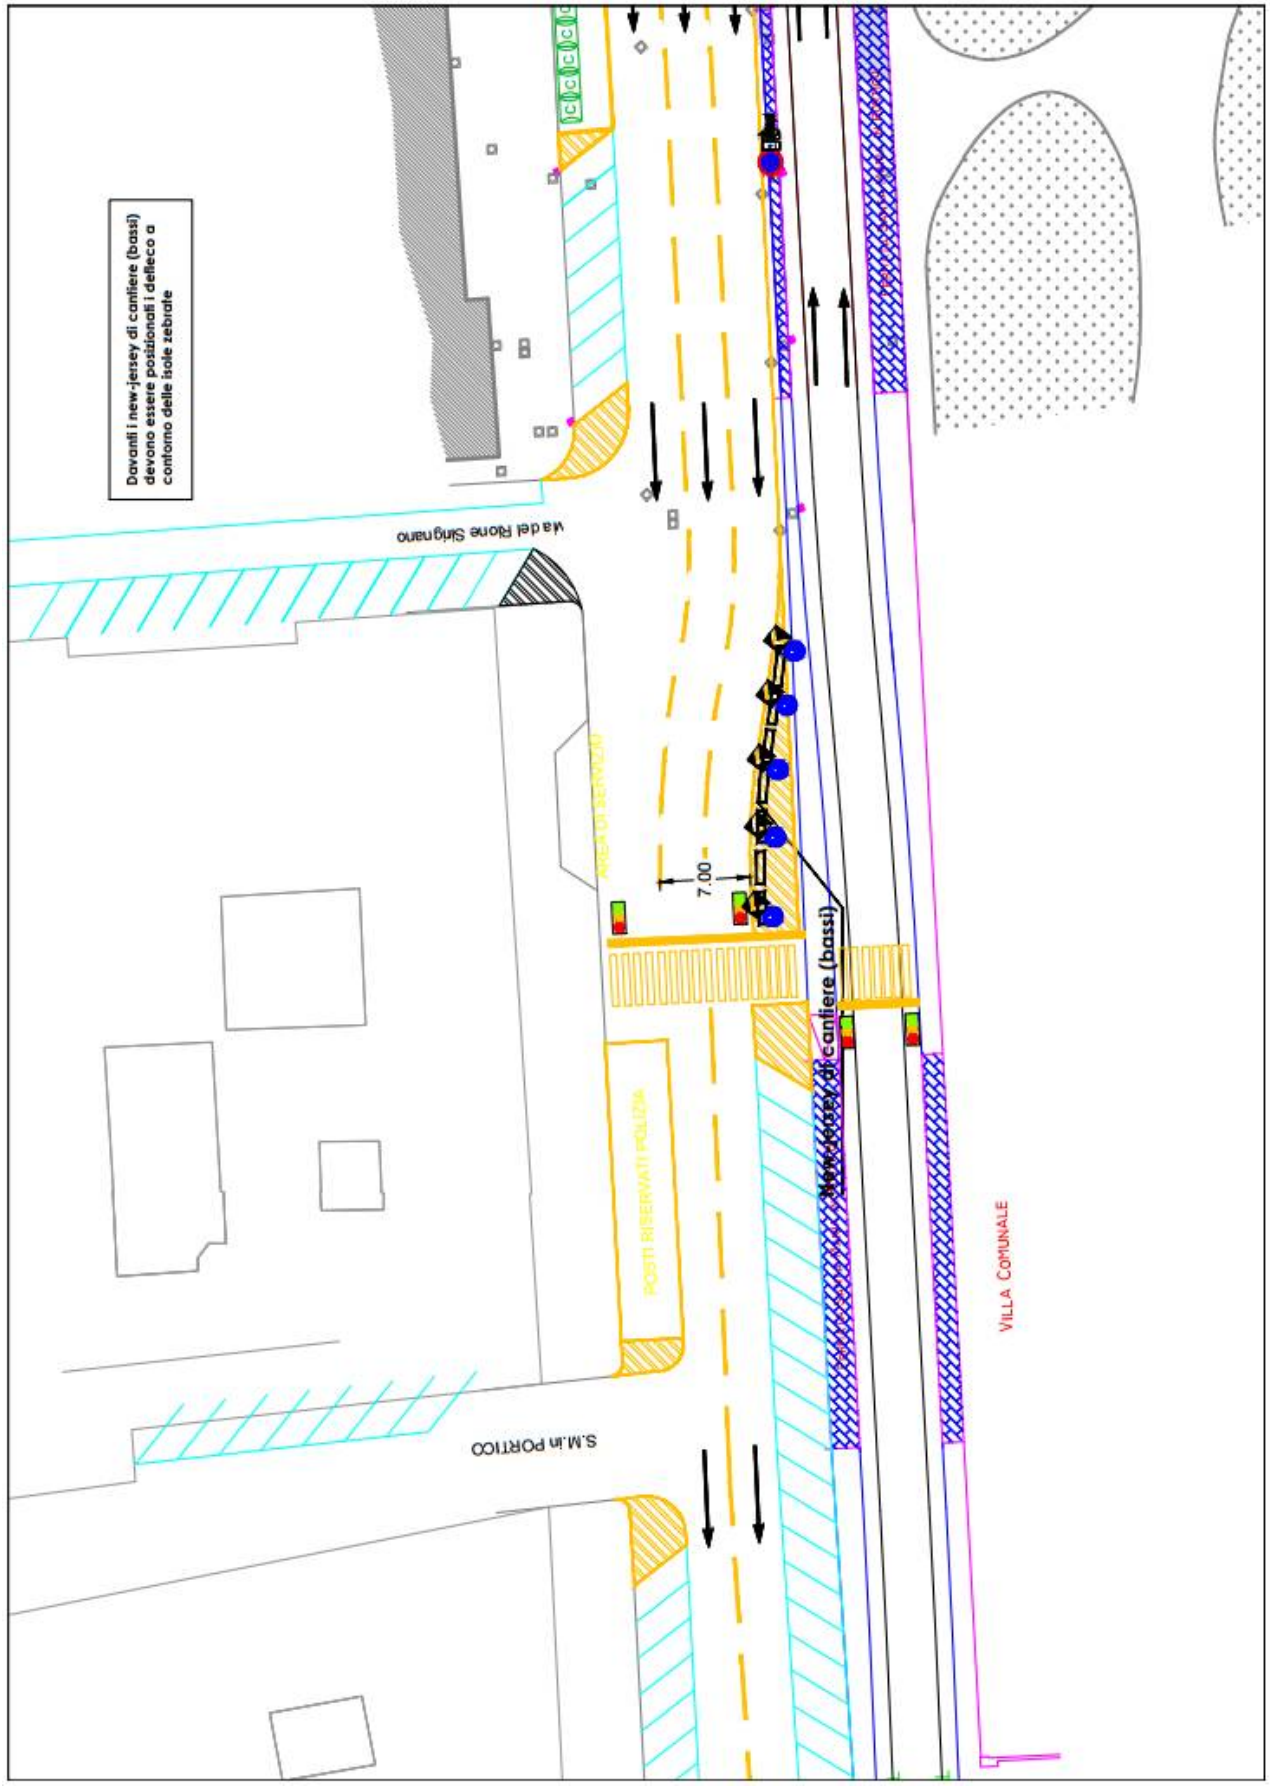 Davanti i new-jersey di cantiere (bassi)
devono essere posizionati i defleco a
contorno delle isole zebrate
via del Rione Sirignano
AREA DI SERVIZIO
7.00
New-jersey di cantiere (bassi)
POSTI RISERVATI POLIZIA
VILLA COMUNALE
S.M.in PORTICO
C
C
C
C
C